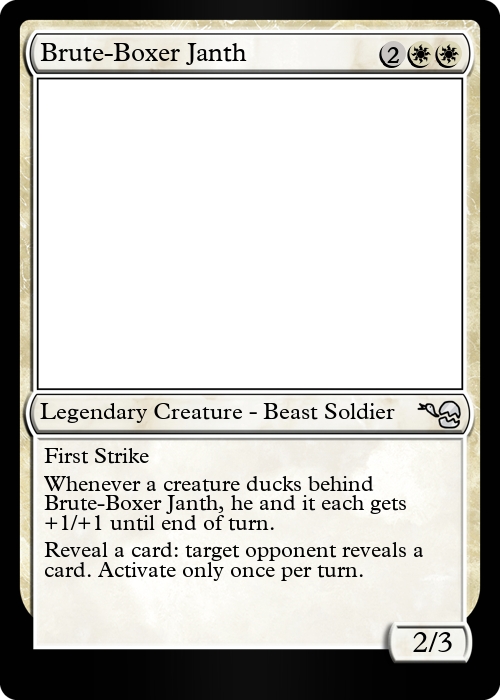 Brute-Boxer Janth 2
Legendary Creature - Beast Soldier
First Strike
Whenever a creature ducks behind
Brute-Boxer Janth, he and it each gets
+1/+1 until end of turn.
Reveal a card: target opponent reveals a
card. Activate only once per turn.
2/3